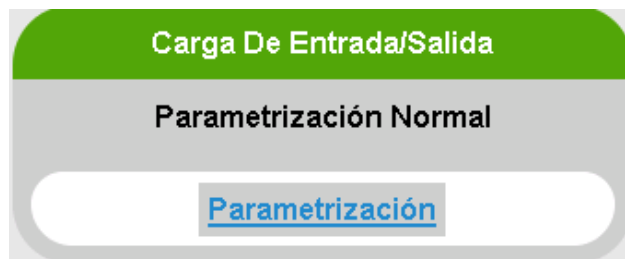 Carga De Entrada/Salida
Parametrización Normal
Parametrización